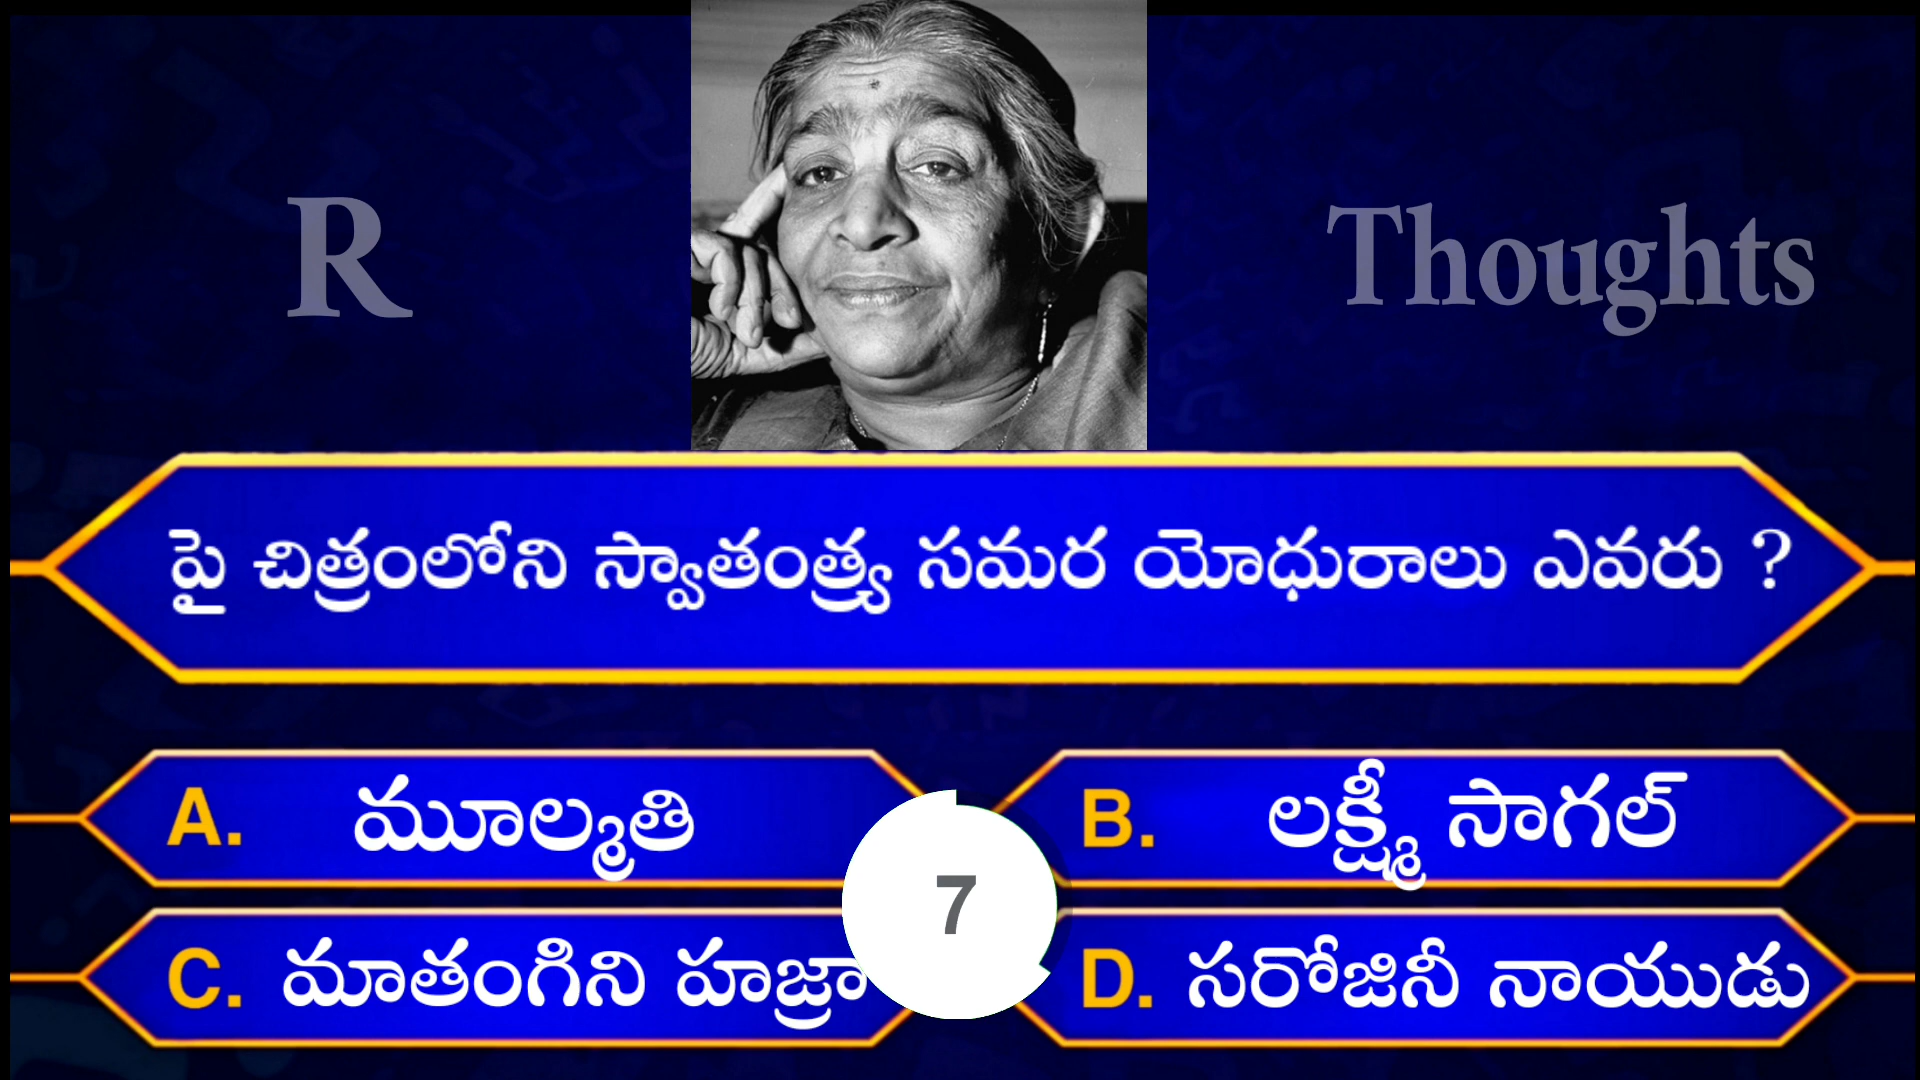 R Thoughts
పై చిత్రంలోని స్వాతంత్ర్య సమర యోధురాలు ఎవరు ?
A. మూల్మతి
B. లక్ష్మీ సాగల్
7
C. మాతంగిని హజ్రా
D. సరోజినీ నాయుడు